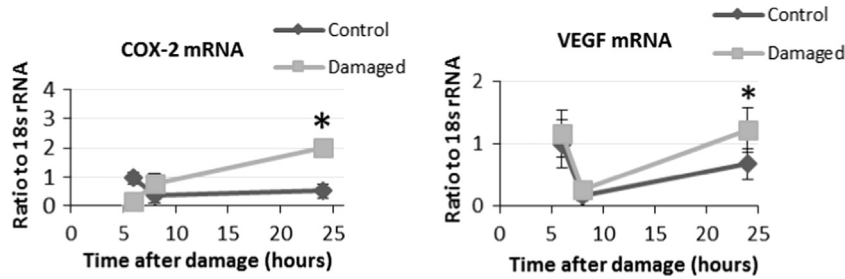 COX-2 mRNA
Control
Damaged
Ratio to 18s rRNA
4
3
2
1
0
*
0 5 10 15 20 25
Time after damage (hours)
VEGF mRNA
Control
Damaged
Ratio to 18s rRNA
2
1
0
*
0 5 10 15 20 25
Time after damage (hours)